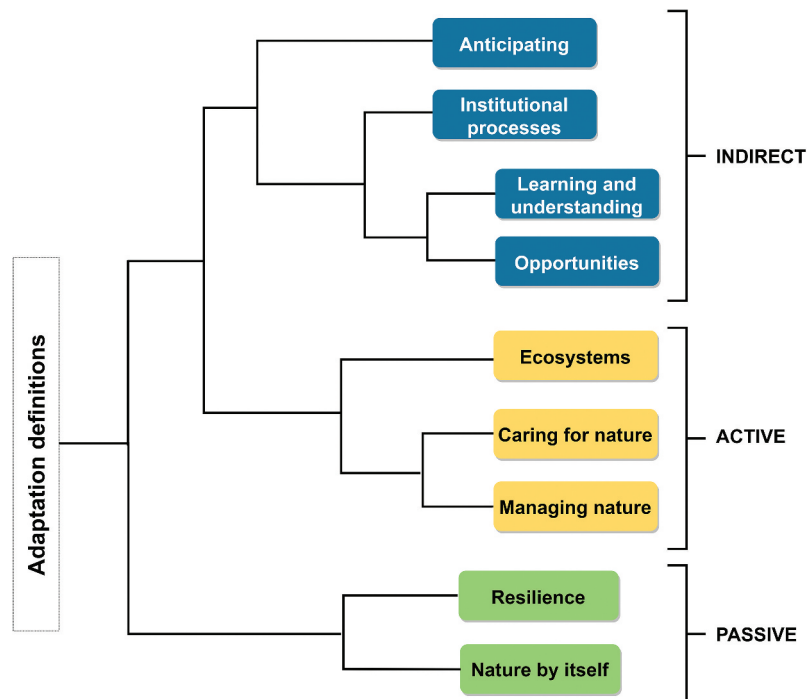 Adaptation definitions
Anticipating
Institutional
processes
Learning and
understanding
Opportunities
INDIRECT
Ecosystems
Caring for nature
Managing nature
ACTIVE
Resilience
Nature by itself
PASSIVE